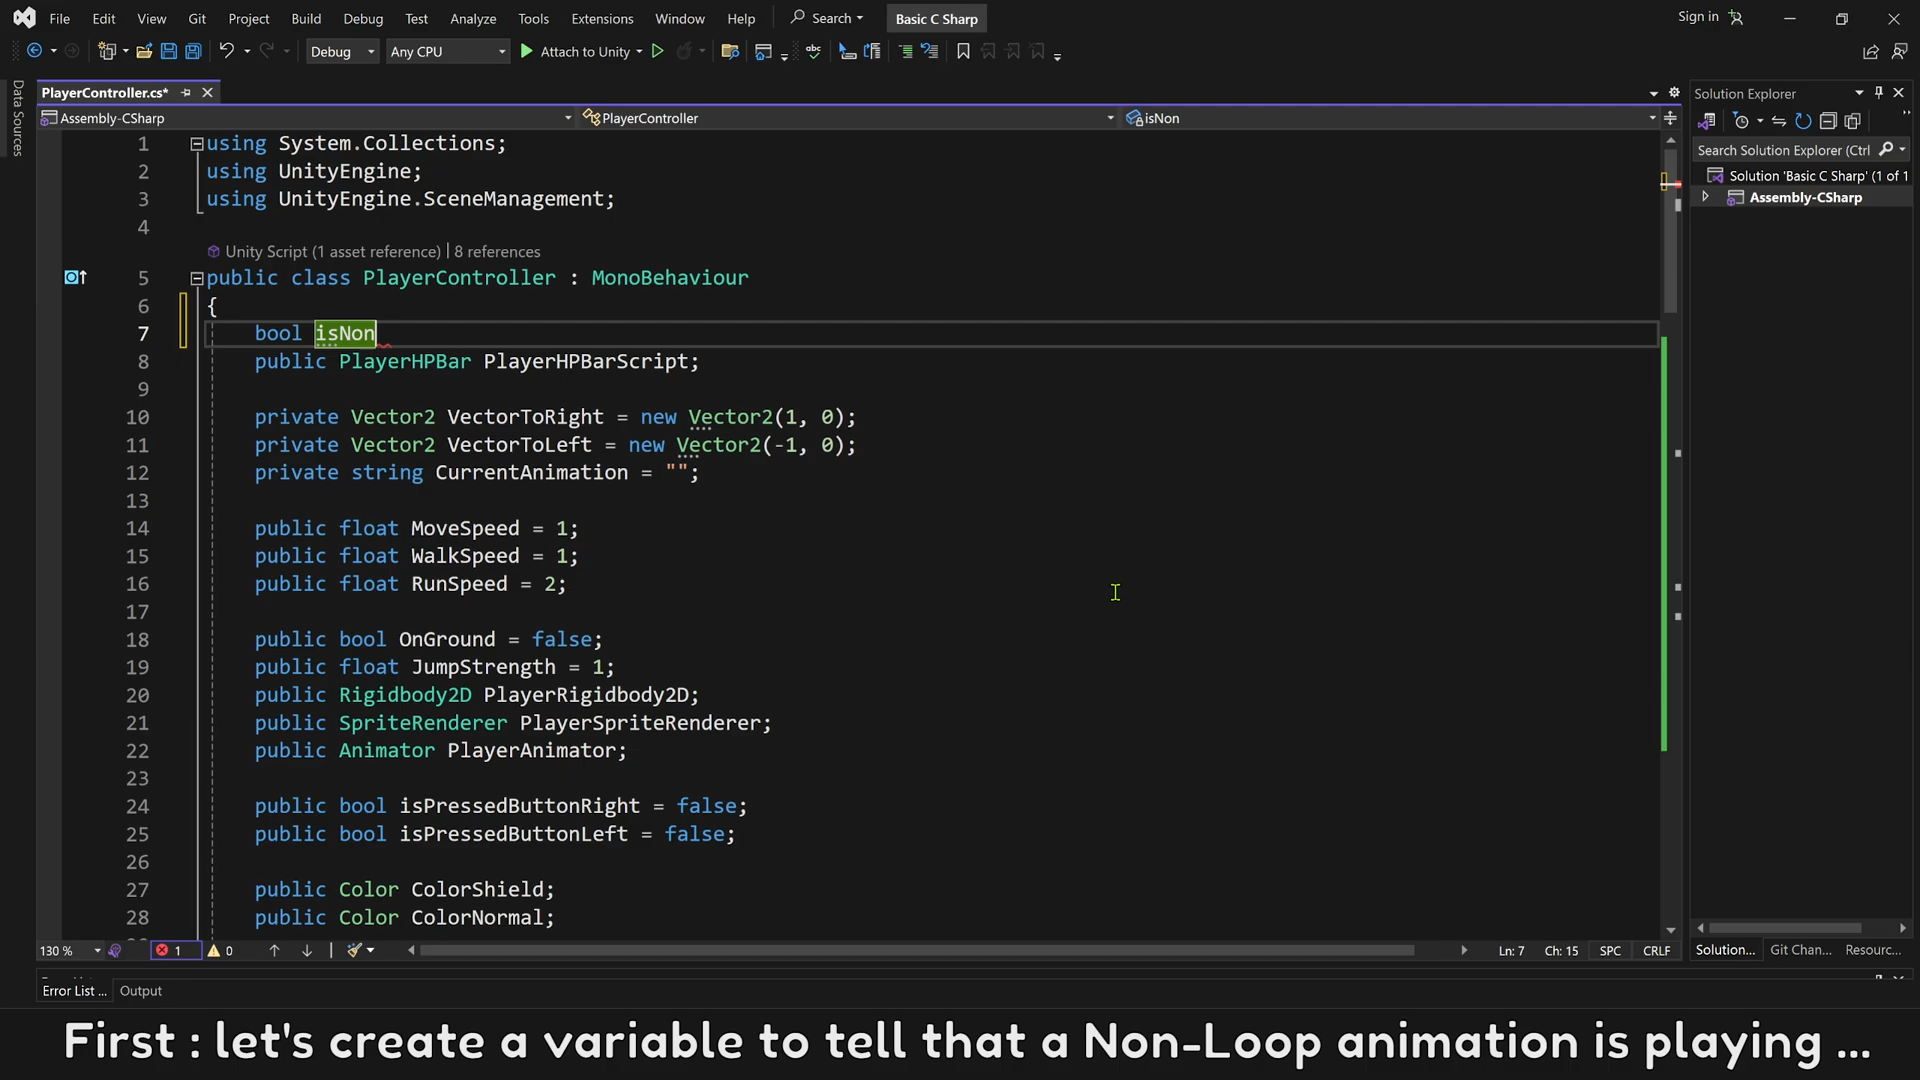 File Edit View Git Project Build Debug Test Analyze Tools Extensions Window Help Search Basic C Sharp Sign in
Debug Any CPU Attach to Unity
Data Sources
PlayerController.cs*
Assembly-CSharp PlayerController isNon
1 using System.Collections;
2 using UnityEngine;
3 using UnityEngine.SceneManagement;
4
Unity Script (1 asset reference) | 8 references
5 public class PlayerController : MonoBehaviour
6 {
7 bool isNon
8 public PlayerHPBar PlayerHPBarScript;
9
10 private Vector2 VectorToRight = new Vector2(1, 0);
11 private Vector2 VectorToLeft = new Vector2(-1, 0);
12 private string CurrentAnimation = "";
13
14 public float MoveSpeed = 1;
15 public float WalkSpeed = 1;
16 public float RunSpeed = 2;
17
18 public bool OnGround = false;
19 public float JumpStrength = 1;
20 public Rigidbody2D PlayerRigidbody2D;
21 public SpriteRenderer PlayerSpriteRenderer;
22 public Animator PlayerAnimator;
23
24 public bool isPressedButtonRight = false;
25 public bool isPressedButtonLeft = false;
26
27 public Color ColorShield;
28 public Color ColorNormal;
130 % 1 0 Ln: 7 Ch: 15 SPC CRLF
Solution Explorer
Search Solution Explorer (Ctrl
Solution 'Basic C Sharp' (1 of 1
Assembly-CSharp
Solution... Git Chan... Resourc...
Error List ... Output
First : let's create a variable to tell that a Non-Loop animation is playing ...